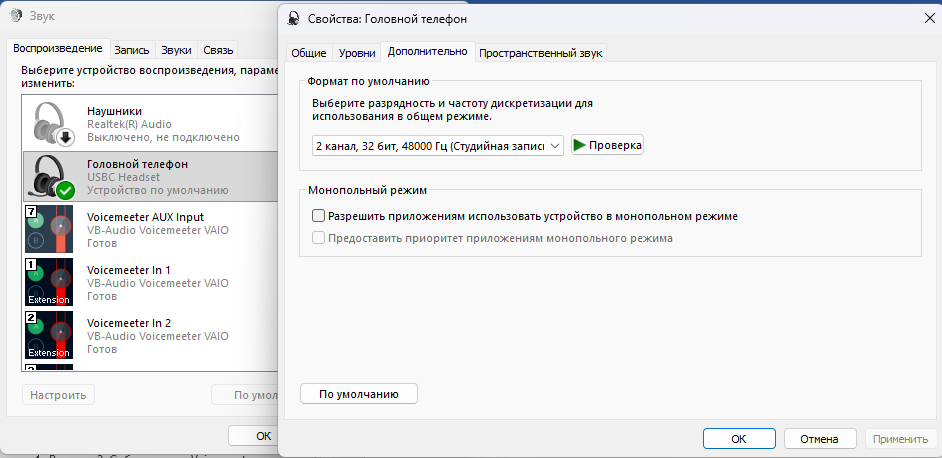 Звук
Воспроизведение
Запись
Звуки
Связь
Выберите устройство воспроизведения, параме
изменить:
Наушники
Realtek(R) Audio
Выключено, не подключено
Головной телефон
USBC Headset
Устройство по умолчанию
7
A
B
Voicemeeter AUX Input
VB-Audio Voicemeeter VAIO
Готов
1
Extension
Voicemeeter In 1
VB-Audio Voicemeeter VAIO
Готов
2
Extension
Voicemeeter In 2
VB-Audio Voicemeeter VAIO
Готов
Настроить
По умол
ОК
Свойства: Головной телефон
Общие
Уровни
Дополнительно
Пространственный звук
Формат по умолчанию
Выберите разрядность и частоту дискретизации для
использования в общем режиме.
2 канал, 32 бит, 48000 Гц (Студийная запис
Проверка
Монопольный режим
Разрешить приложениям использовать устройство в монопольном режиме
Предоставить приоритет приложениям монопольного режима
По умолчанию
ОК
Отмена
Применить